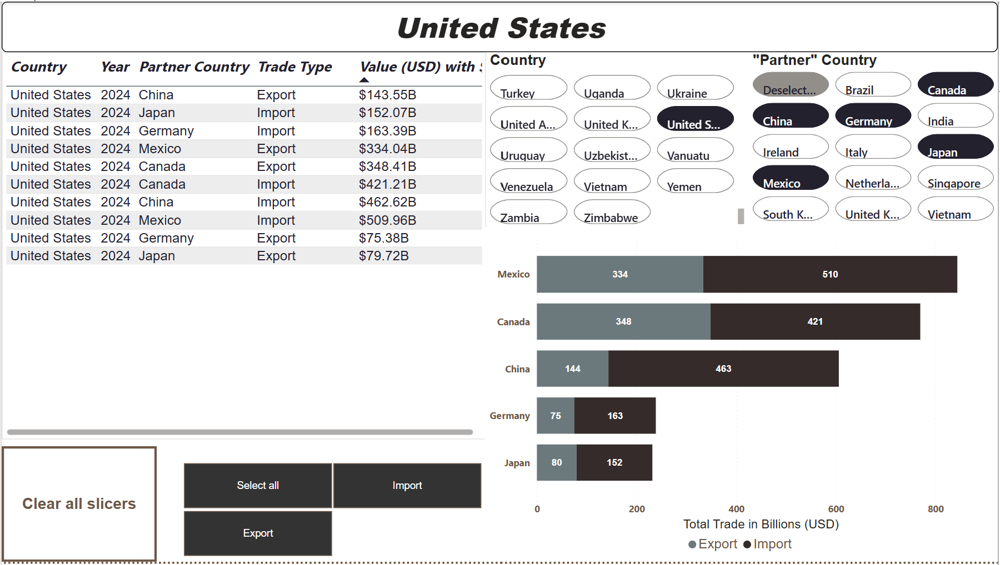 United States
Country Year Partner Country Trade Type Value (USD) with
United States 2024 China Export $143.55B
United States 2024 Japan Import $152.07B
United States 2024 Germany Import $163.39B
United States 2024 Mexico Export $334.04B
United States 2024 Canada Export $348.41B
United States 2024 Canada Import $421.21B
United States 2024 China Import $462.62B
United States 2024 Mexico Import $509.96B
United States 2024 Germany Export $75.38B
United States 2024 Japan Export $79.72B
Country
Turkey Uganda Ukraine
United A... United K... United S...
Uruguay Uzbekist... Vanuatu
Venezuela Vietnam Yemen
Zambia Zimbabwe
"Partner" Country
Deselect... Brazil Canada
China Germany India
Ireland Italy Japan
Mexico Netherla... Singapore
South K... United K... Vietnam
Mexico 334 510
Canada 348 421
China 144 463
Germany 75 163
Japan 80 152
0 200 400 600 800
Total Trade in Billions (USD)
Export Import
Clear all slicers
Select all Import
Export